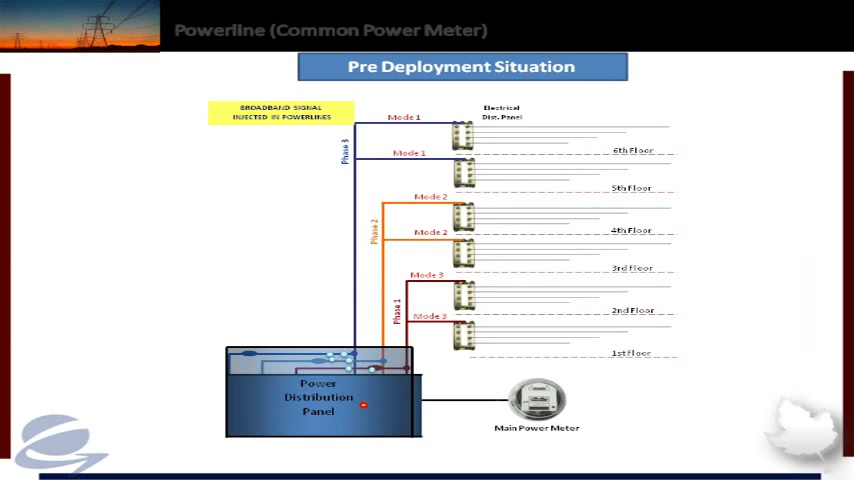 Powerline (Common Power Meter)
Pre Deployment Situation
BROADBAND SIGNAL
INJECTED IN POWERLINES
Electrical
Dist. Panel
Mode 1
6th Floor
Phase 3
Mode 1
5th Floor
Mode 2
4th Floor
Phase 2
Mode 2
3rd Floor
Mode 3
2nd Floor
Phase 1
Mode 3
1st Floor
Power
Distribution
Panel
Main Power Meter